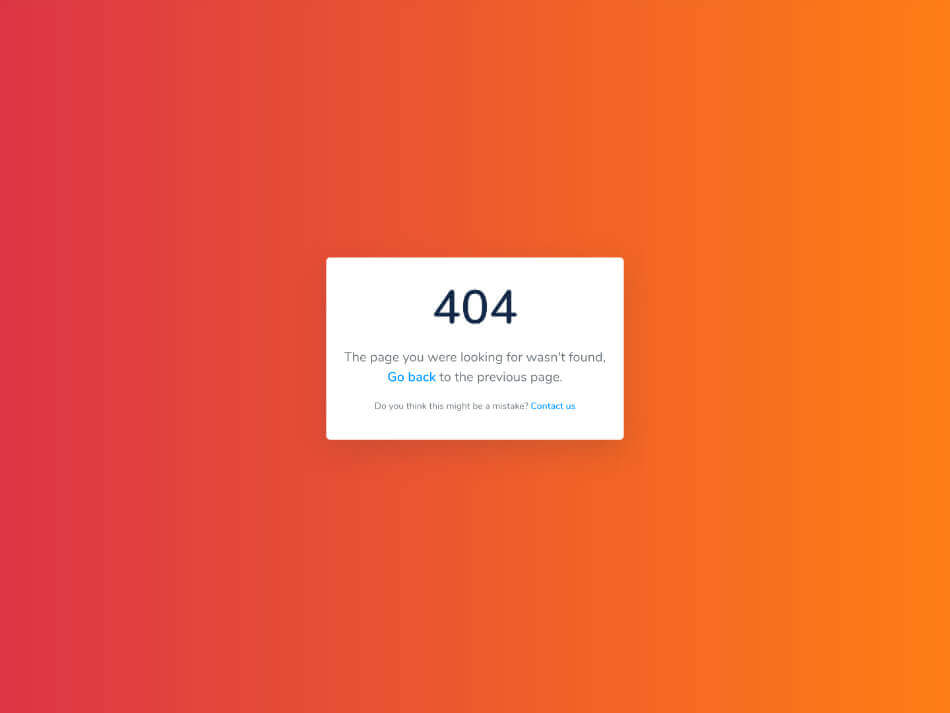 404
The page you were looking for wasn't found,
Go back to the previous page.
Do you think this might be a mistake? Contact us